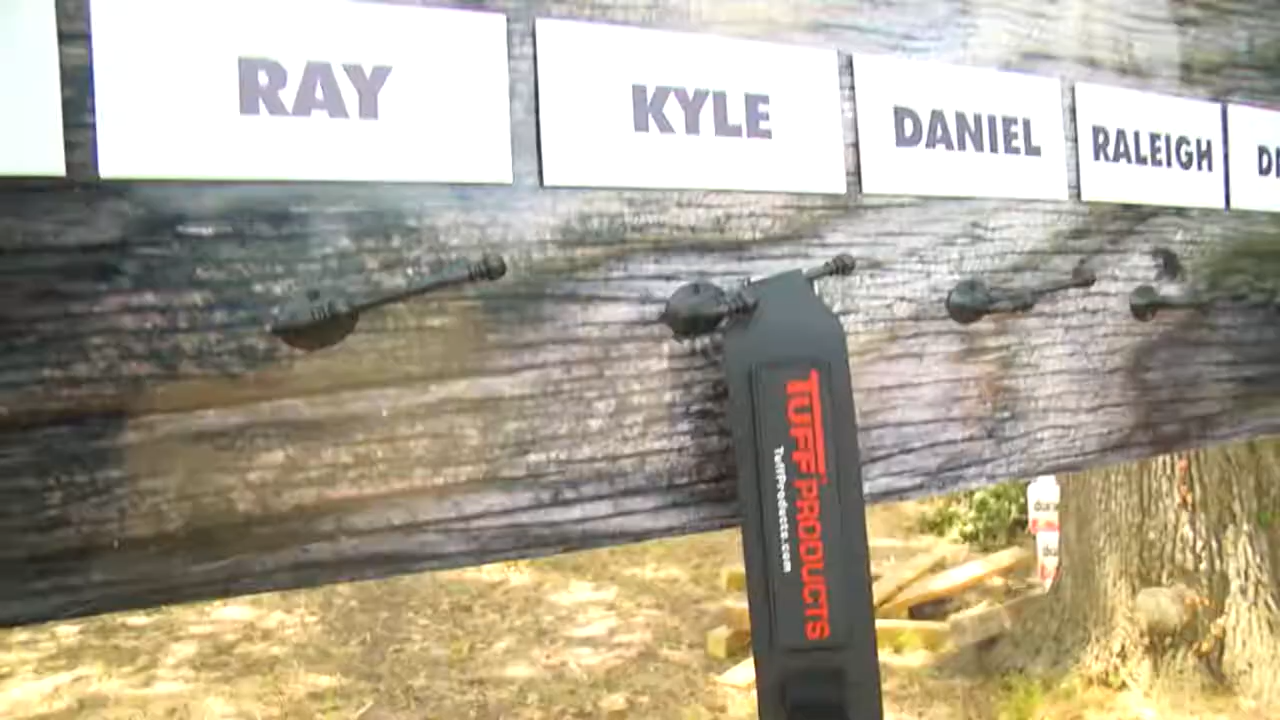 RAY
KYLE
DANIEL
RALEIGH
TUFF PRODUCTS
TuffProducts.com